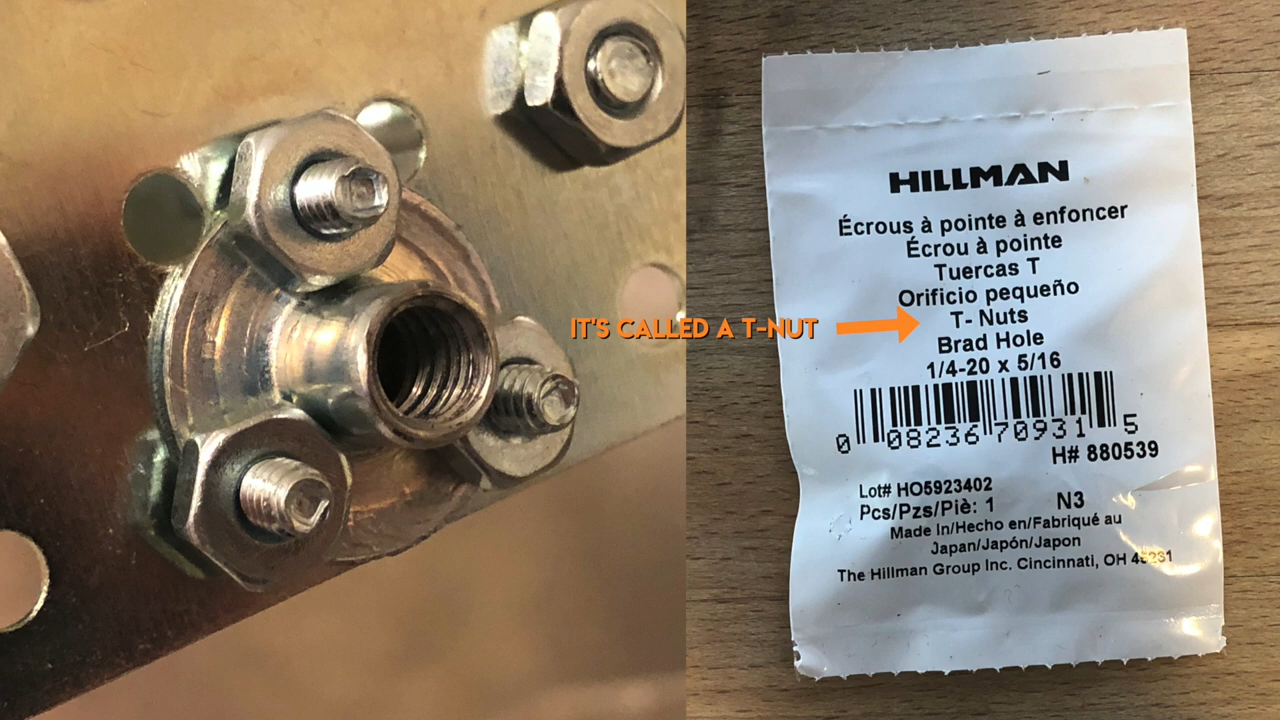 IT'S CALLED A T-NUT
HILLMAN
Écrous à pointe à enfoncer
Écrou à pointe
Tuercas T
Orificio pequeño
T- Nuts
Brad Hole
1/4-20 x 5/16
0 08236 70931 5
H# 880539
Lot# HO5923402
Pcs/Pzs/Piè: 1 N3
Made In/Hecho en/Fabriqué au
Japan/Japón/Japon
The Hillman Group Inc. Cincinnati, OH 45231